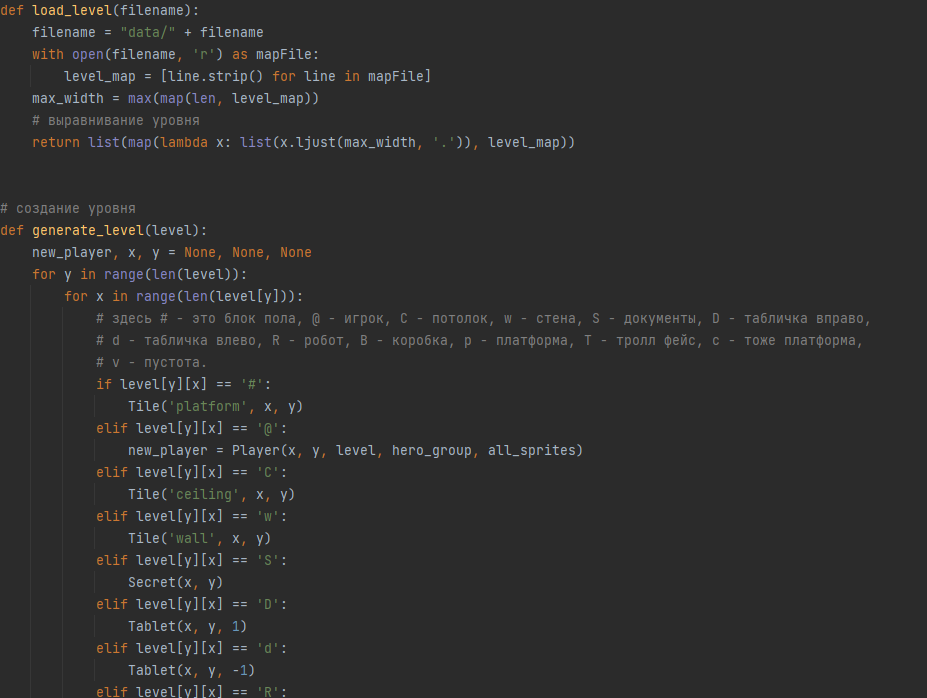 def load_level(filename):
    filename = "data/" + filename
    with open(filename, 'r') as mapFile:
        level_map = [line.strip() for line in mapFile]
    max_width = max(map(len, level_map))
    # выравнивание уровня
    return list(map(lambda x: list(x.ljust(max_width, '.')), level_map))
# создание уровня
def generate_level(level):
    new_player, x, y = None, None, None
    for y in range(len(level)):
        for x in range(len(level[y])):
            # здесь # - это блок пола, @ - игрок, C - потолок, w - стена, S - документы, D - табличка вправо,
            # d - табличка влево, R - робот, B - коробка, p - платформа, T - тролл фейс, c - тоже платформа,
            # v - пустота.
            if level[y][x] == '#':
                Tile('platform', x, y)
            elif level[y][x] == '@':
                new_player = Player(x, y, level, hero_group, all_sprites)
            elif level[y][x] == 'C':
                Tile('ceiling', x, y)
            elif level[y][x] == 'w':
                Tile('wall', x, y)
            elif level[y][x] == 'S':
                Secret(x, y)
            elif level[y][x] == 'D':
                Tablet(x, y, 1)
            elif level[y][x] == 'd':
                Tablet(x, y, -1)
            elif level[y][x] == 'R':